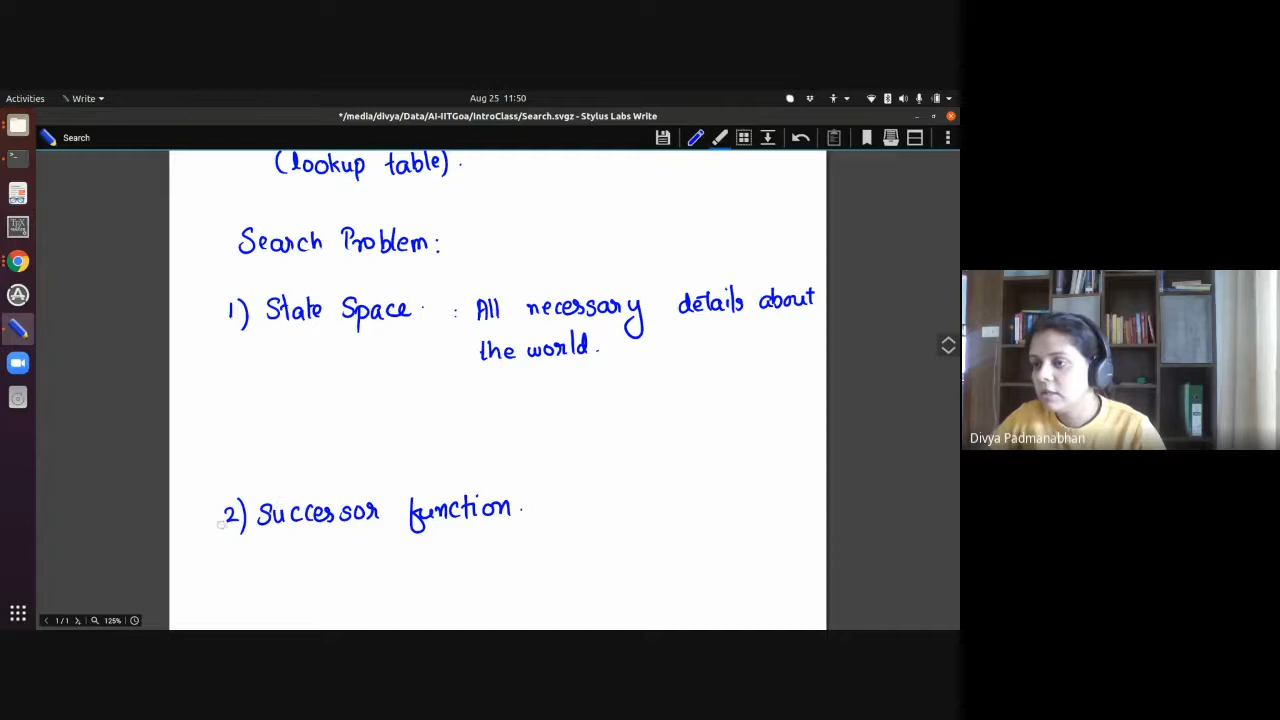 Activities
Write
Aug 25 11:50
*/media/divya/Data/AI-IITGoa/IntroClass/Search.svgz - Stylus Labs Write
Search
(lookup table).
Search Problem:
1) State Space . : All necessary details about
the world.
2) Successor function.
Divya Padmanabhan
1/1 125%